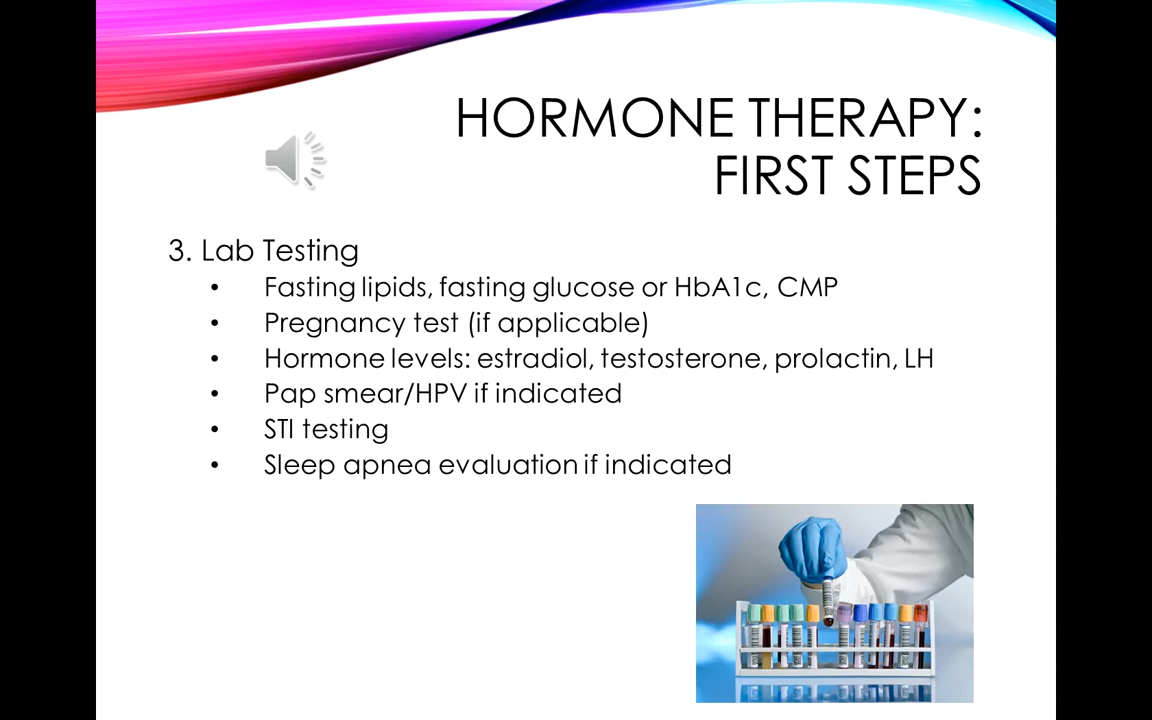 HORMONE THERAPY:
FIRST STEPS
3. Lab Testing
• Fasting lipids, fasting glucose or HbA1c, CMP
• Pregnancy test (if applicable)
• Hormone levels: estradiol, testosterone, prolactin, LH
• Pap smear/HPV if indicated
• STI testing
• Sleep apnea evaluation if indicated